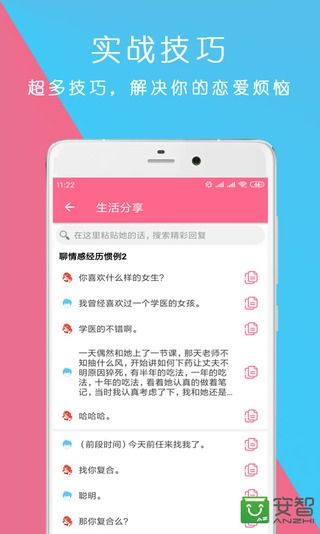 实战技巧
超多技巧，解决你的恋爱烦恼
11:22
生活分享
在这里粘贴她的话，搜索精彩回复
聊情感经历惯例2
你喜欢什么样的女生？
我曾经喜欢过一个学医的女孩。
学医的不错啊。
一天偶然和她上了一节课，那天老师不
知抽什么风，开始讲如何下药让丈夫不
明原因猝死，有半年的吃法，一年的吃
法，十年的吃法，看着她认真的做着笔
记，当时我认真考虑了下，我和她还是...
哈哈哈。
（前段时间）今天前任来找我了。
找你复合。
聪明。
那你复合么？
安智
ANZHI